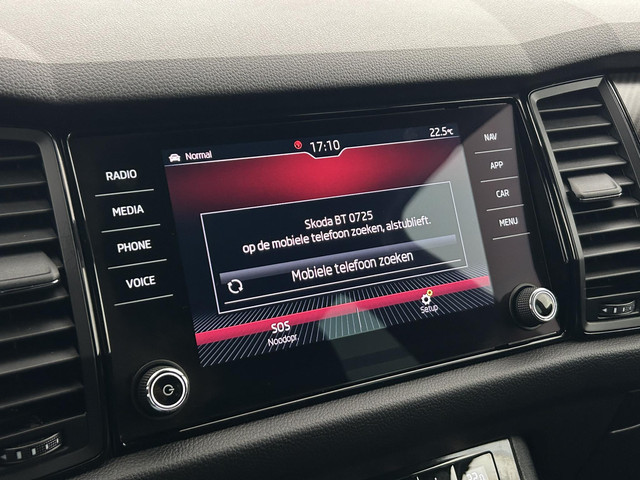 Normal
17:10
22.5°C
RADIO
MEDIA
PHONE
VOICE
NAV
APP
CAR
MENU
Skoda BT 0725
op de mobiele telefoon zoeken, alstublieft.
Mobiele telefoon zoeken
SOS
Noodopr.
Setup